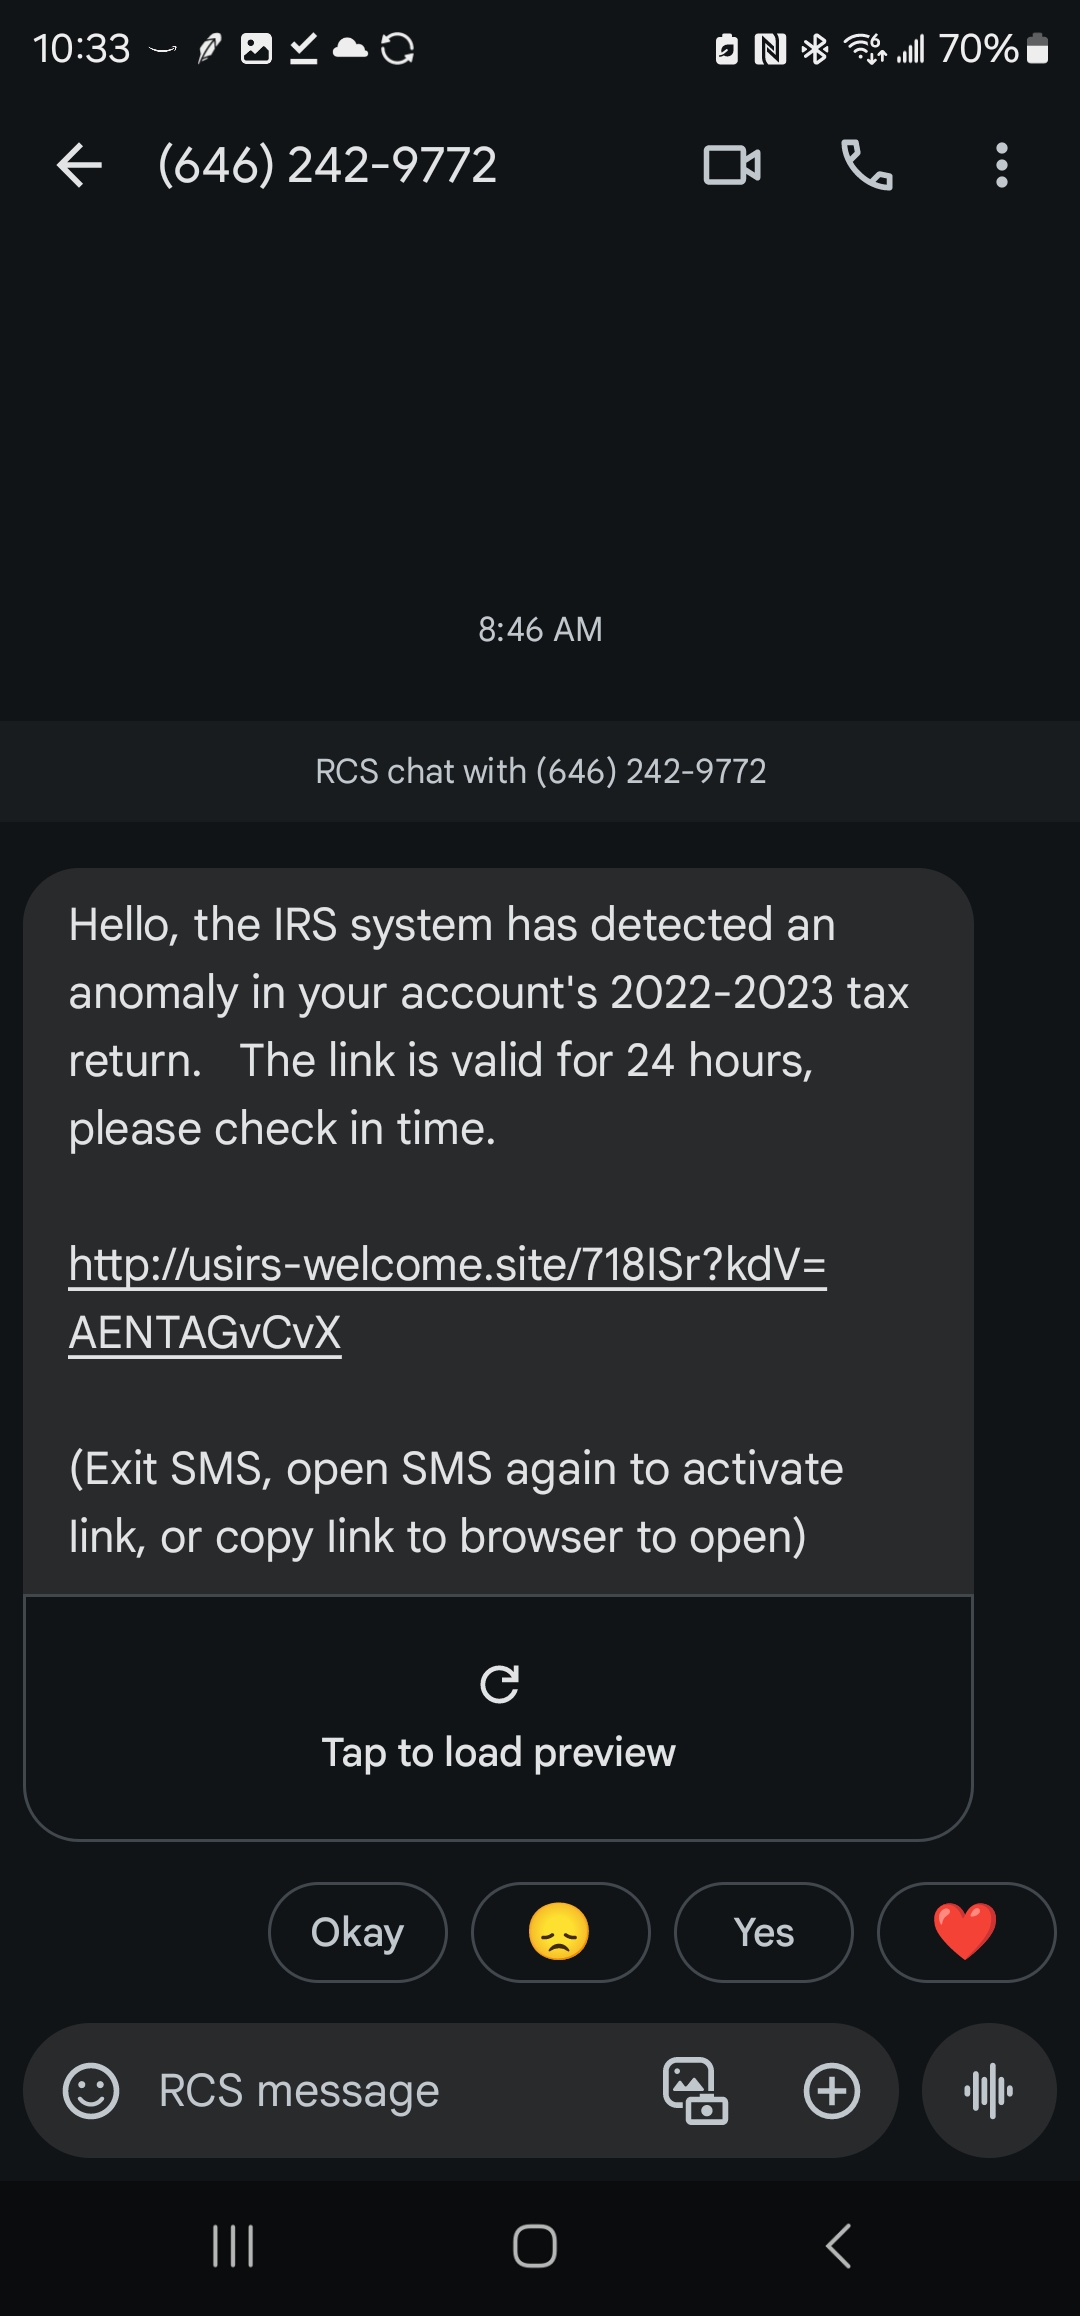 10:33 70%
(646) 242-9772
8:46 AM
RCS chat with (646) 242-9772
Hello, the IRS system has detected an
anomaly in your account's 2022-2023 tax
return.   The link is valid for 24 hours,
please check in time.
http://usirs-welcome.site/718ISr?kdV=
AENTAGvCvX
(Exit SMS, open SMS again to activate
link, or copy link to browser to open)
Tap to load preview
Okay Yes
RCS message